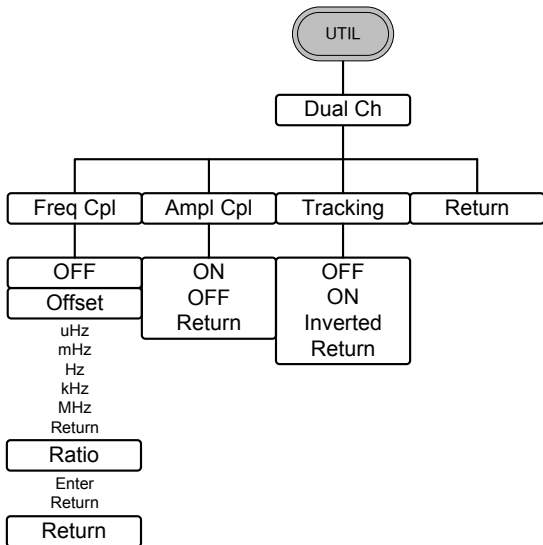 UTIL
Dual Ch
Freq Cpl
Ampl Cpl
Tracking
Return
OFF
Offset
uHz
mHz
Hz
kHz
MHz
Return
Ratio
Enter
Return
Return
ON
OFF
Return
OFF
ON
Inverted
Return